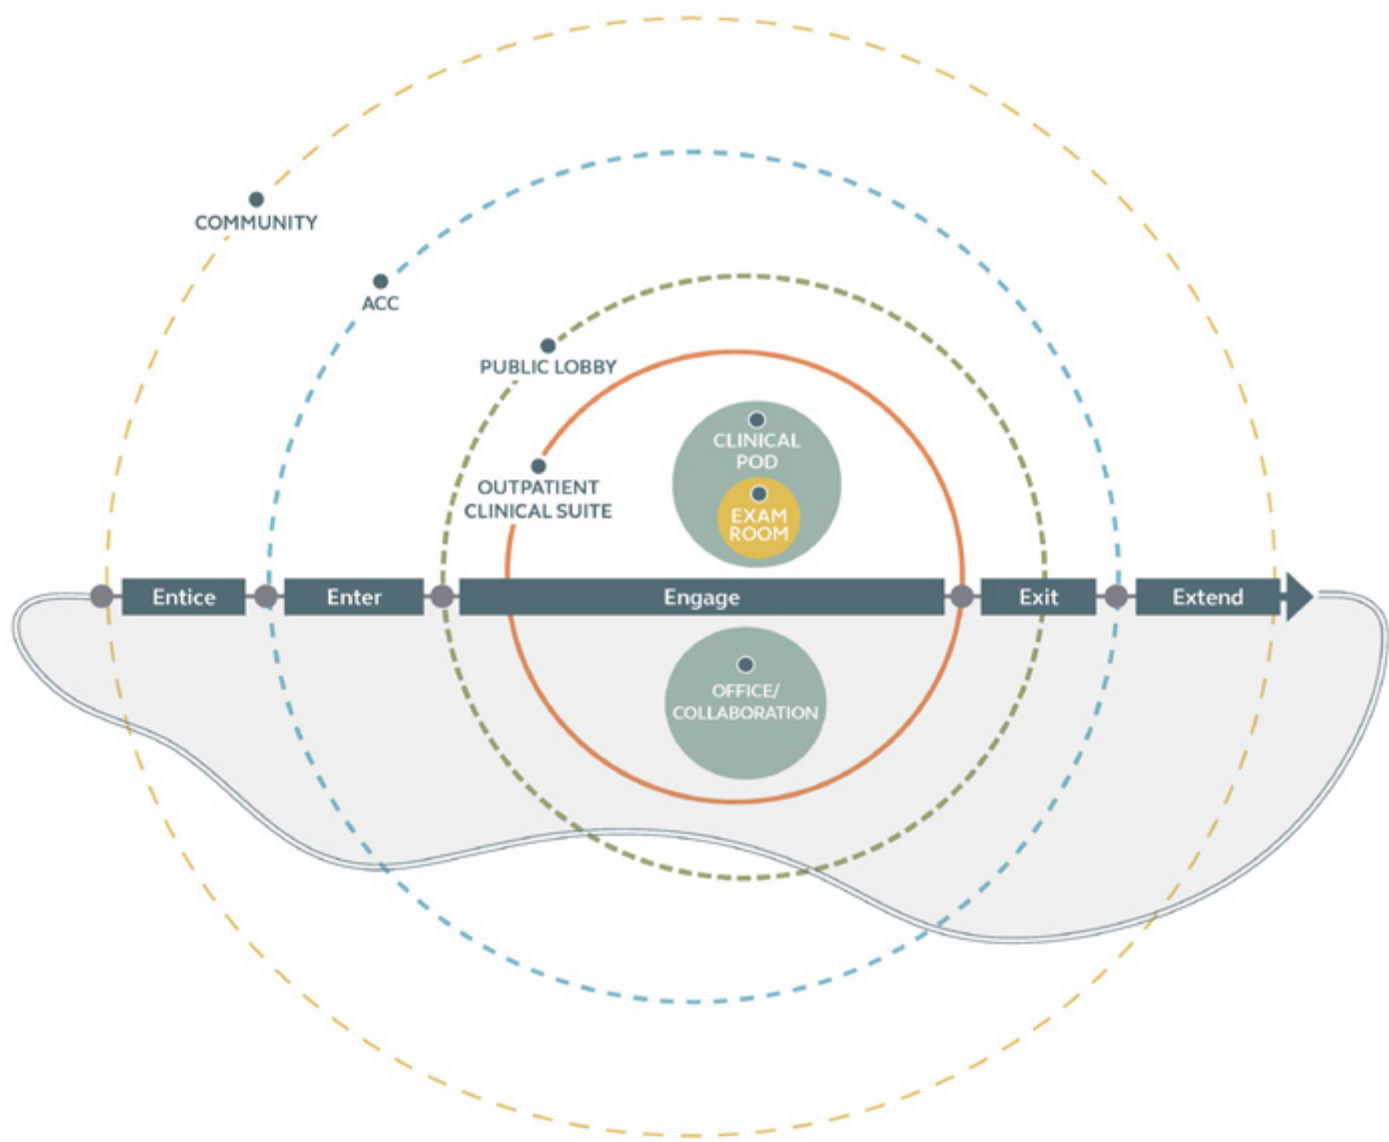 COMMUNITY
ACC
PUBLIC LOBBY
CLINICAL
POD
OUTPATIENT
CLINICAL SUITE
EXAM
ROOM
Entice
Enter
Engage
Exit
Extend
OFFICE/
COLLABORATION